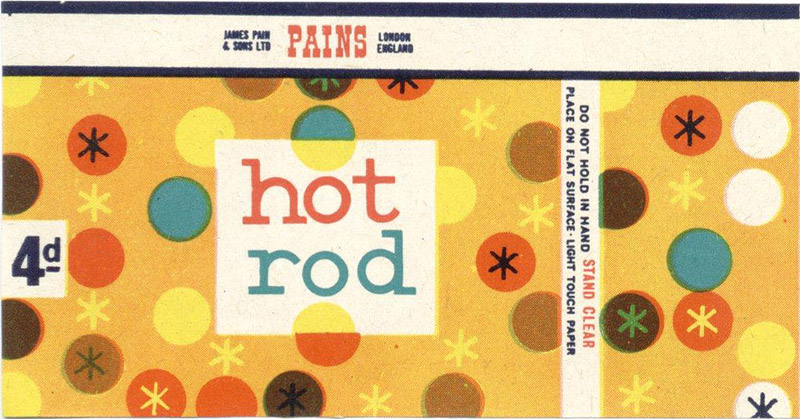 JAMES PAIN
& SONS LTD
PAINS
LONDON
ENGLAND
hot
rod
4d
DO NOT HOLD IN HAND STAND CLEAR
PLACE ON FLAT SURFACE · LIGHT TOUCH PAPER